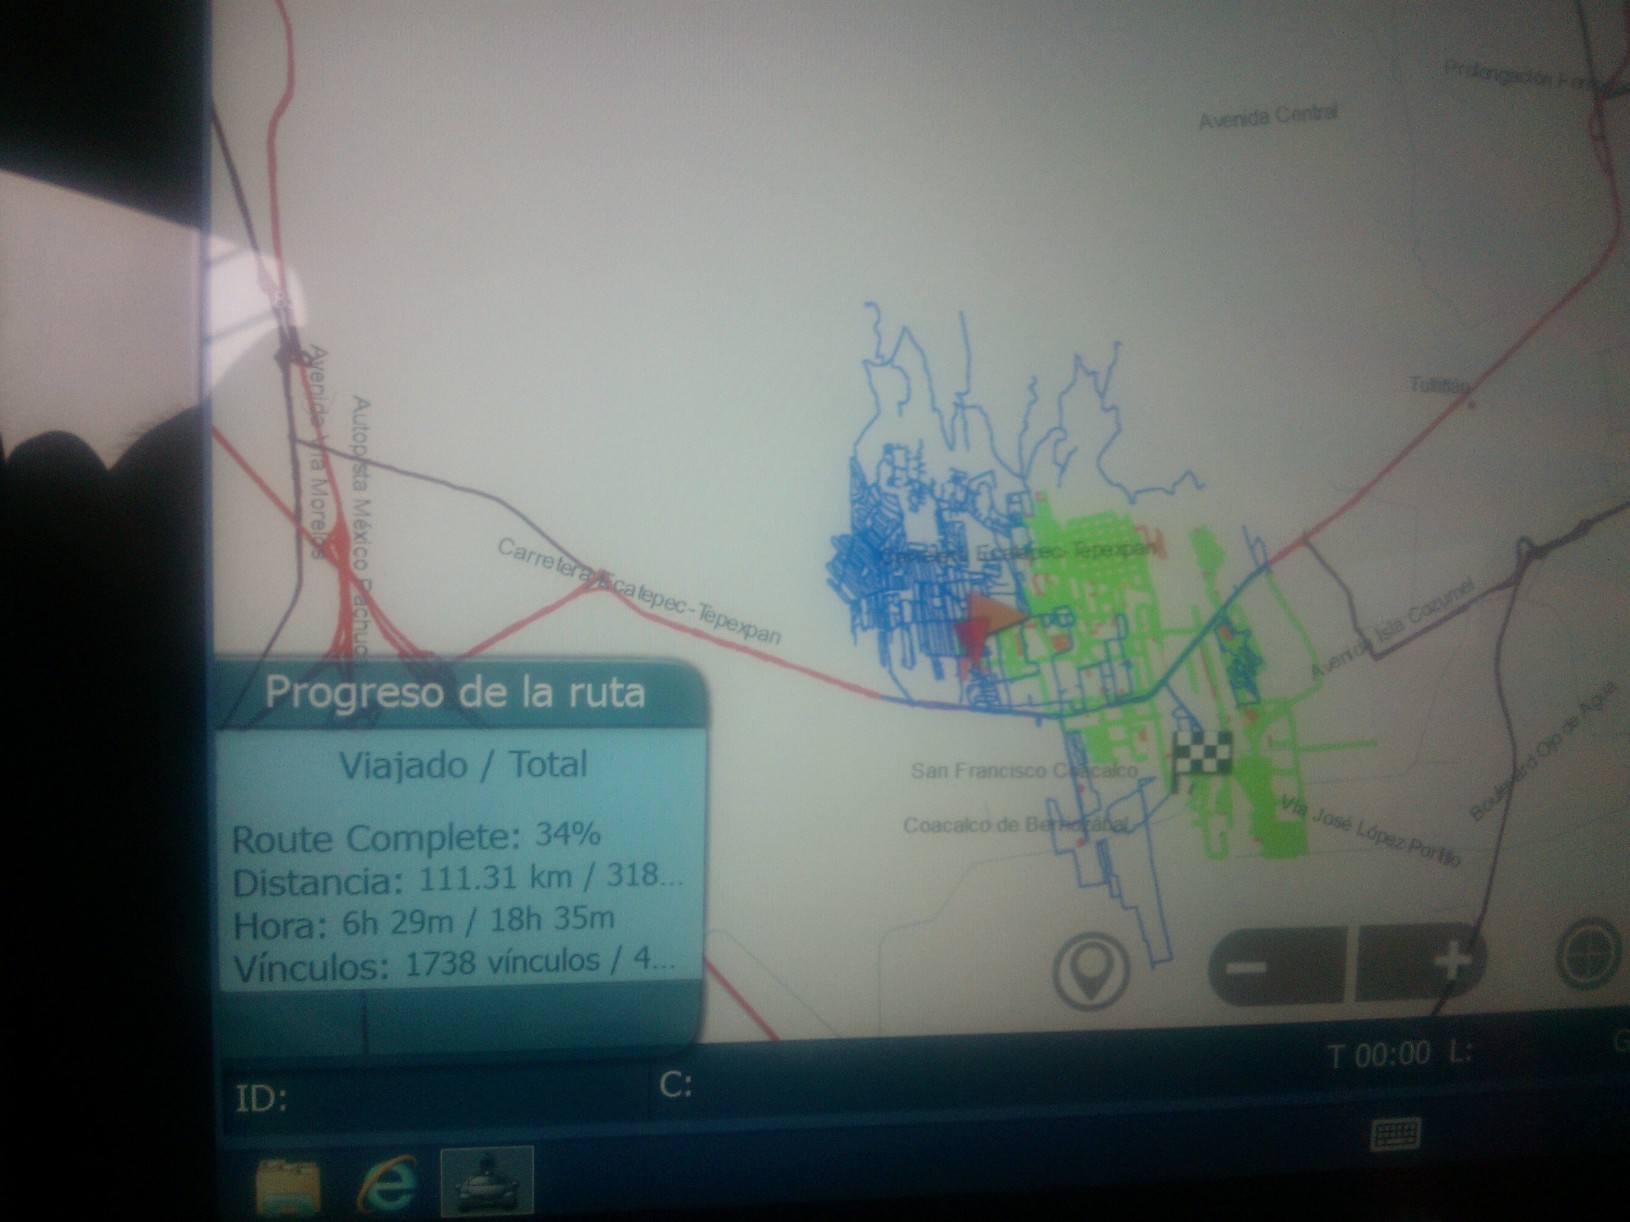 Prolongación
Avenida Central
Avenida Vía Morelos
Autopista México Pachuc
Tultitlán
Carretera Ecatepec-Tepexpan
Ecatepec-Tepexpan
Avenida Isla Cozumel
Progreso de la ruta
Viajado / Total
San Francisco Coacalco
Boulevard Ojo de Agua
Coacalco de Berriozábal
Vía José López Portillo
Route Complete: 34%
Distancia: 111.31 km / 318...
Hora: 6h 29m / 18h 35m
Vínculos: 1738 vínculos / 4...
T 00:00 L:
ID:
C: